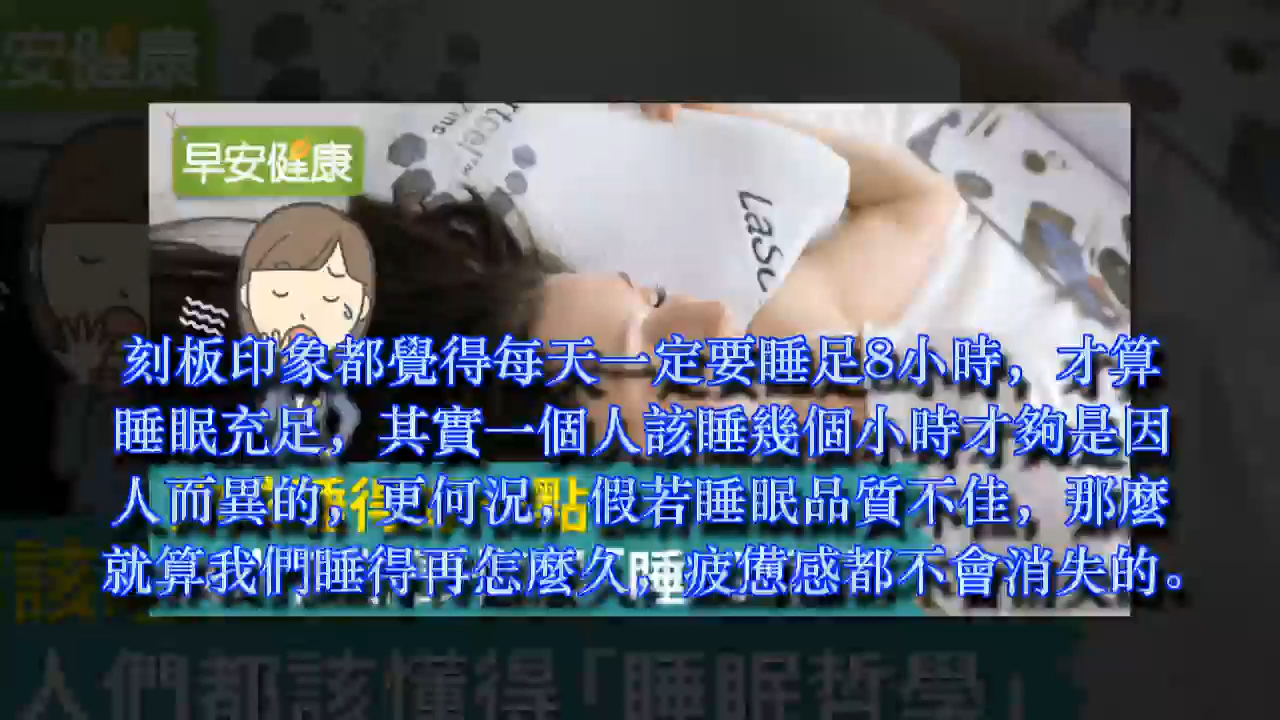 早安健康
刻板印象都覺得每天一定要睡足8小時，才算
睡眠充足，其實一個人該睡幾個小時才夠是因
人而異的，更何況，假若睡眠品質不佳，那麼
就算我們睡得再怎麼久，疲憊感都不會消失的。
人們都該懂得「睡眠哲學」